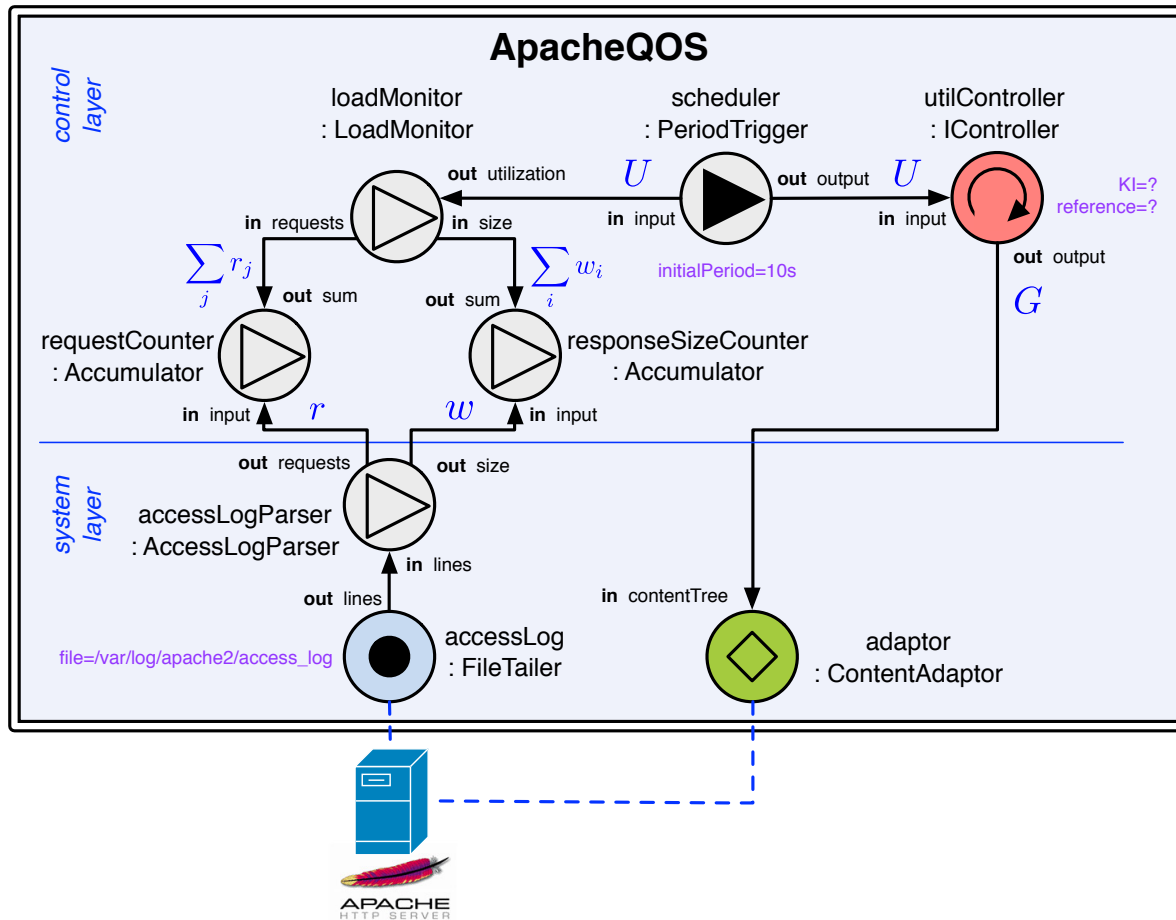 ApacheQOS
control
layer
loadMonitor
: LoadMonitor
scheduler
: PeriodTrigger
utilController
: IController
out utilization
U
out output
U
KI=?
reference=?
in requests
in size
in input
in input
initialPeriod=10s
out output
G
∑ r_j
j
∑ w_i
i
out sum
out sum
requestCounter
: Accumulator
responseSizeCounter
: Accumulator
in input
r
w
in input
out requests
out size
system
layer
accessLogParser
: AccessLogParser
in lines
out lines
in contentTree
file=/var/log/apache2/access_log
accessLog
: FileTailer
adaptor
: ContentAdaptor
APACHE
HTTP SERVER